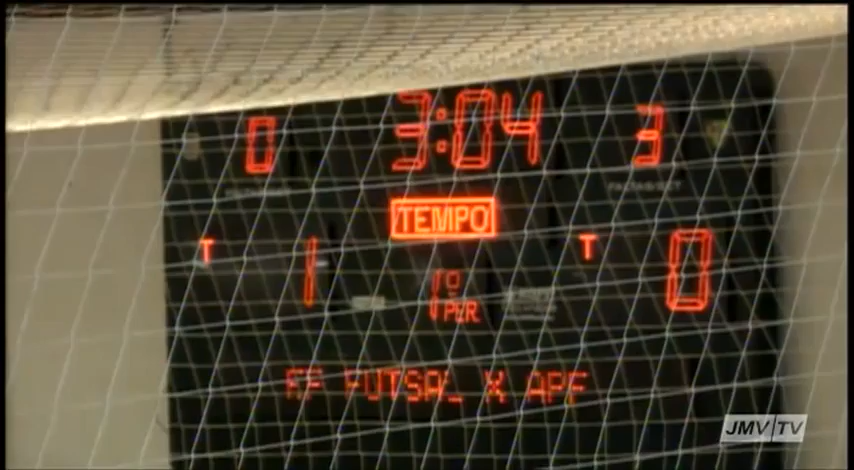 0 3:04 3
TEMPO
T 1 T 0
1º PER
FF FUTSAL X APF
JMV TV